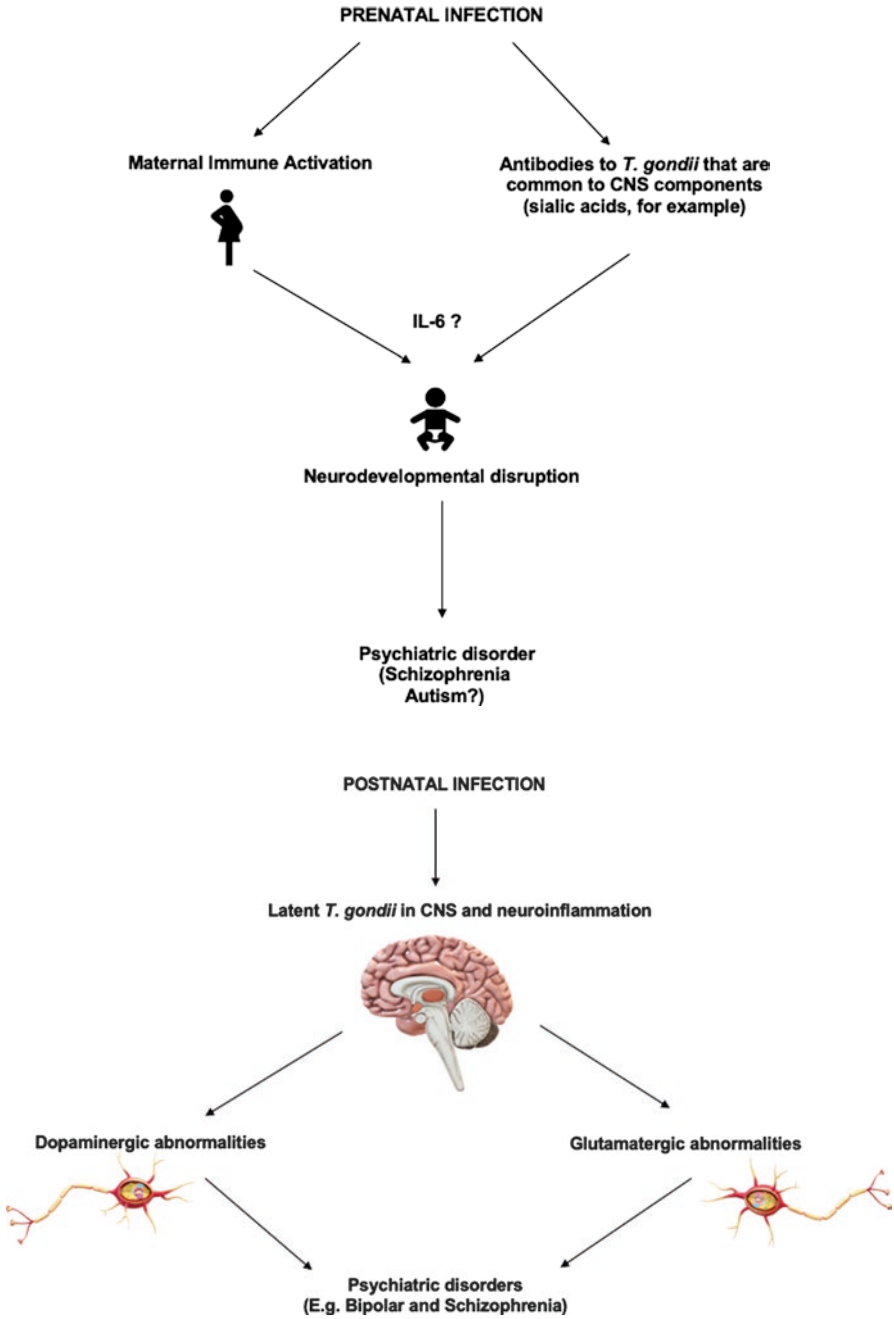 PRENATAL INFECTION
Maternal Immune Activation
Antibodies to T. gondii that are
common to CNS components
(sialic acids, for example)
IL-6 ?
Neurodevelopmental disruption
Psychiatric disorder
(Schizophrenia
Autism?)
POSTNATAL INFECTION
Latent T. gondii in CNS and neuroinflammation
Dopaminergic abnormalities
Glutamatergic abnormalities
Psychiatric disorders
(E.g. Bipolar and Schizophrenia)